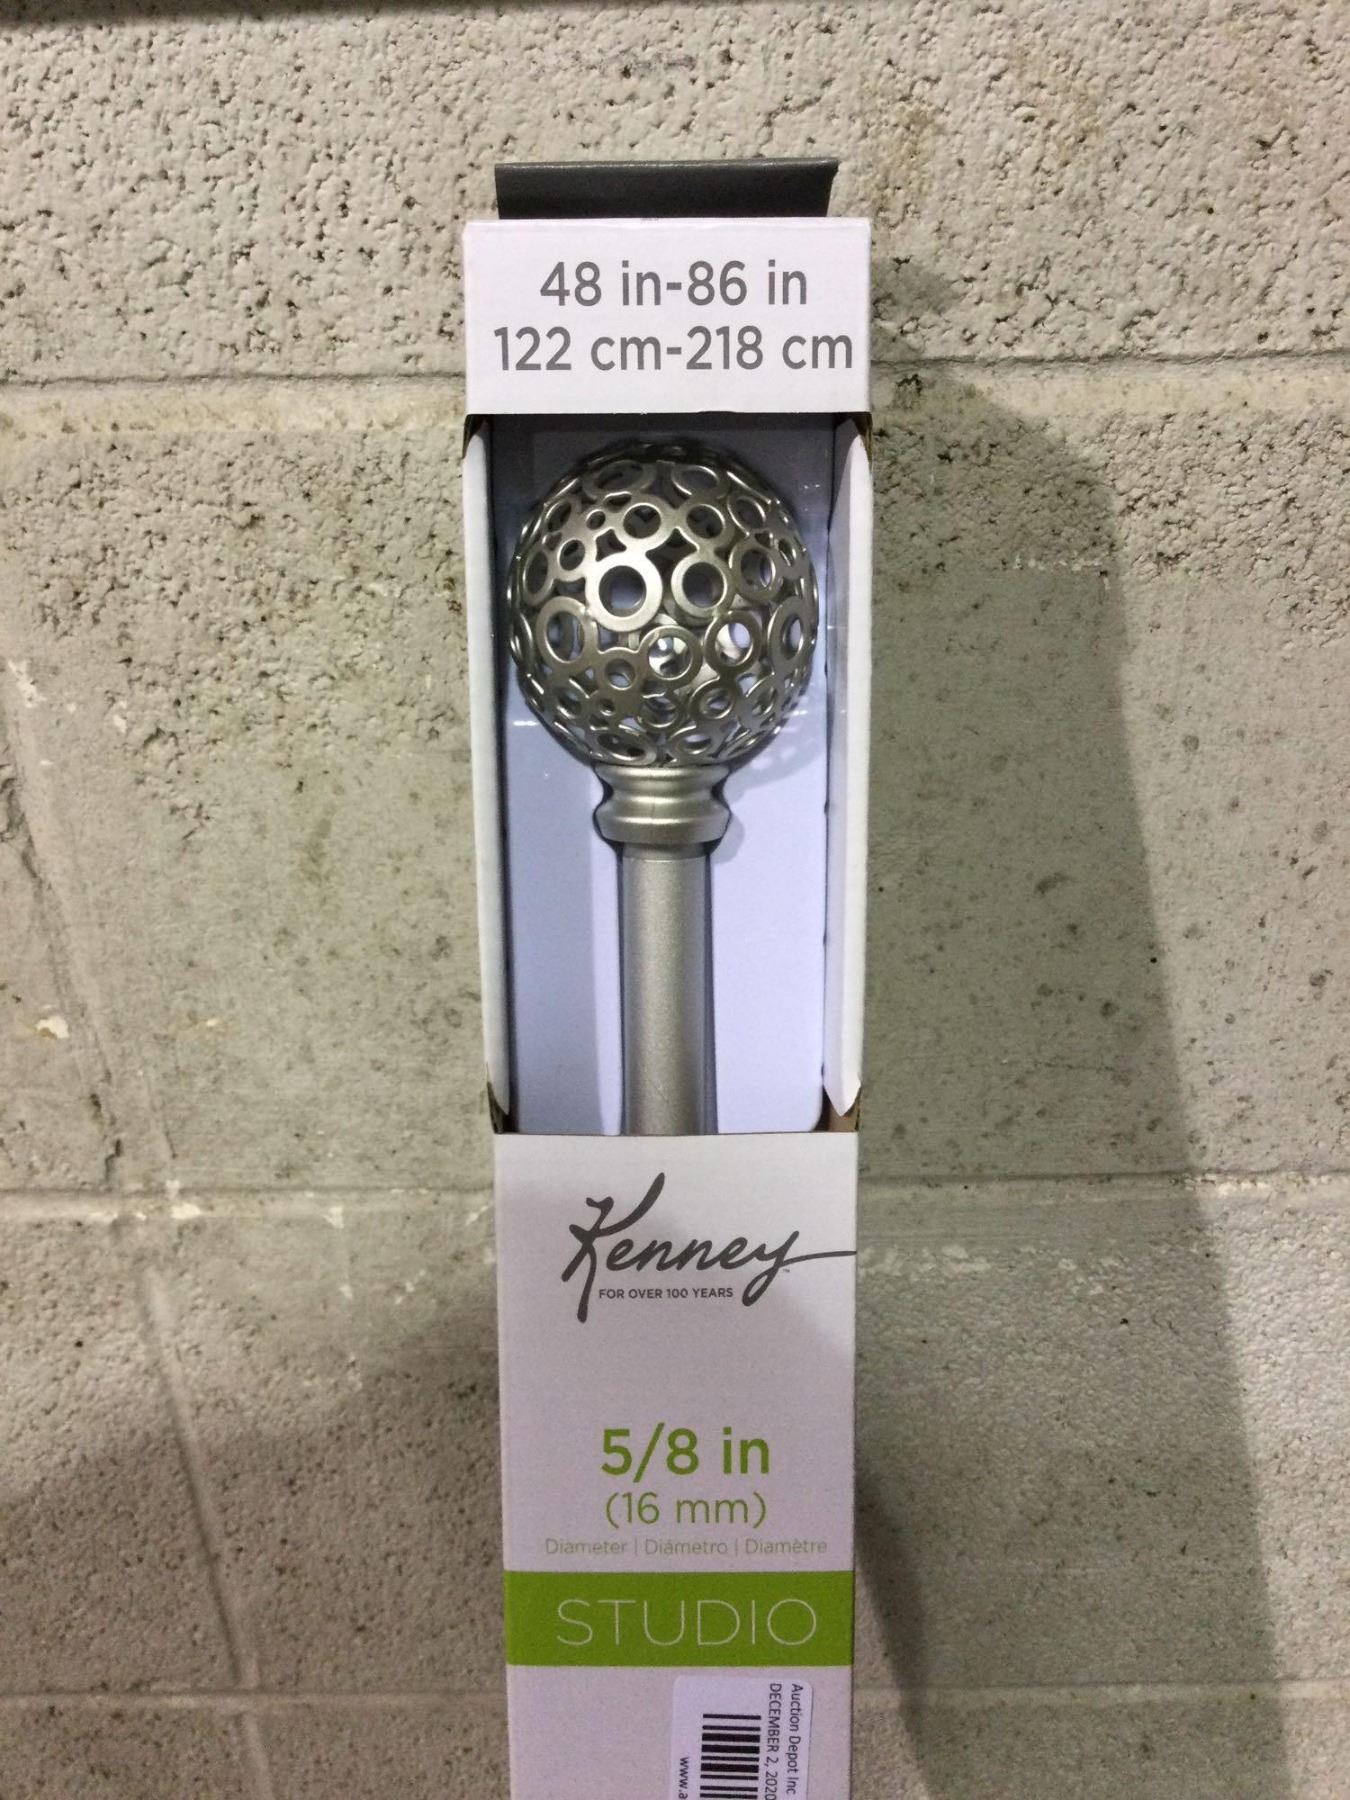 48 in-86 in
122 cm-218 cm
Kenney
FOR OVER 100 YEARS
5/8 in
(16 mm)
Diameter | Diámetro | Diamètre
STUDIO
Auction Depot Inc
DECEMBER 2, 2020
www.a